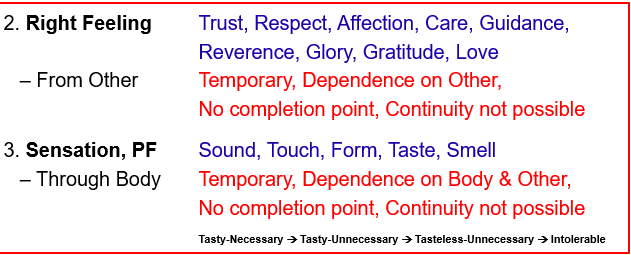 2. Right Feeling Trust, Respect, Affection, Care, Guidance,
Reverence, Glory, Gratitude, Love
– From Other Temporary, Dependence on Other,
No completion point, Continuity not possible
3. Sensation, PF Sound, Touch, Form, Taste, Smell
– Through Body Temporary, Dependence on Body & Other,
No completion point, Continuity not possible
Tasty-Necessary → Tasty-Unnecessary → Tasteless-Unnecessary → Intolerable